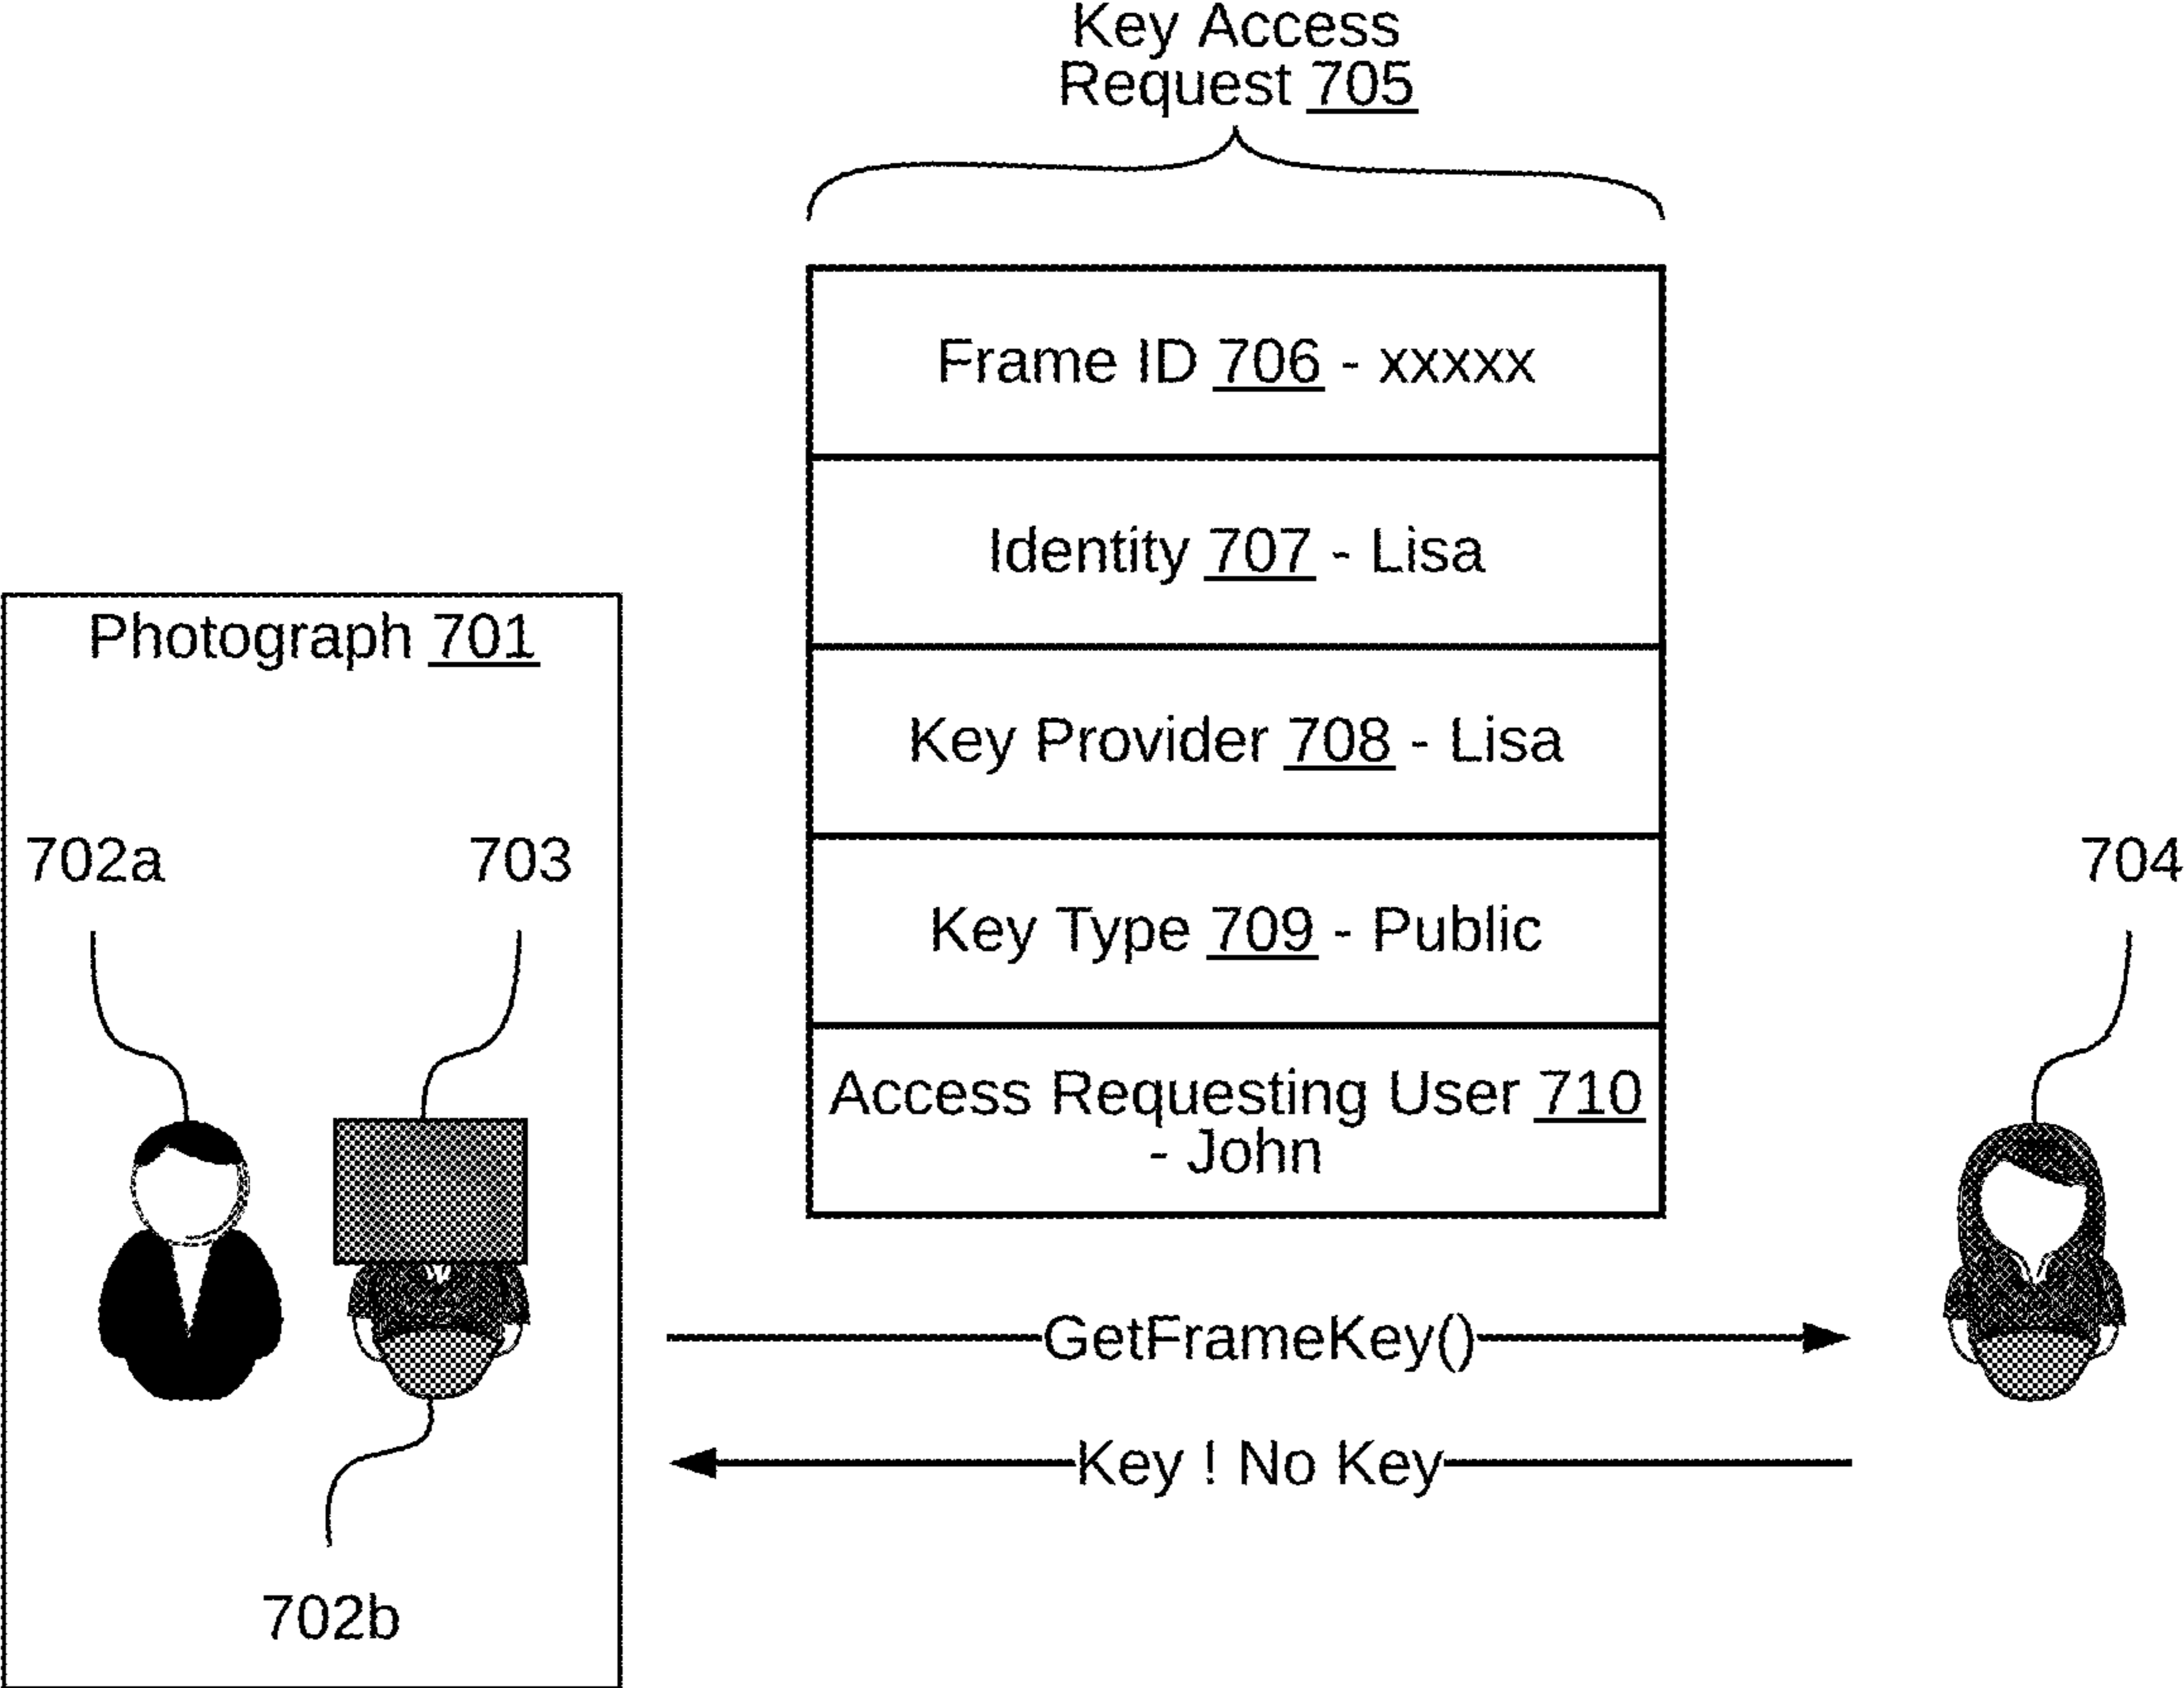 Key Access
Request 705
Frame ID 706 - xxxxx
Identity 707 - Lisa
Photograph 701
Key Provider 708 - Lisa
702a
703
704
Key Type 709 - Public
Access Requesting User 710
- John
GetFrameKey()
Key ! No Key
702b